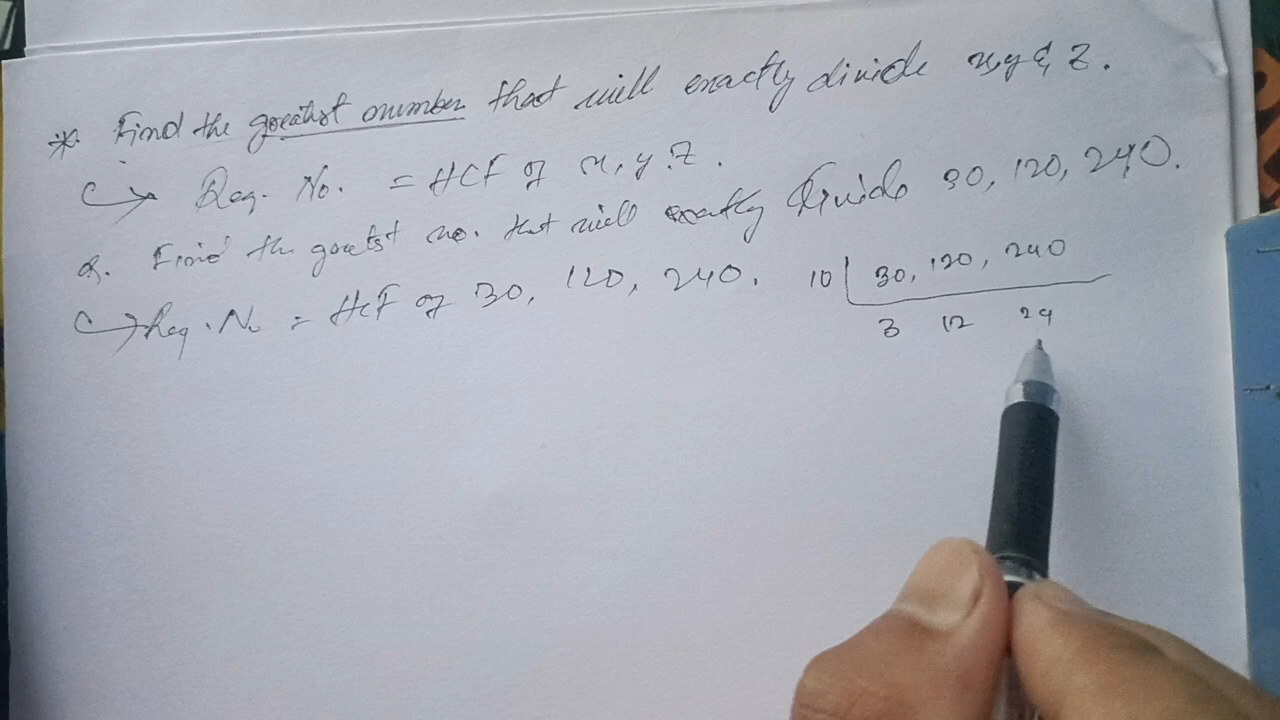 * Find the greatest number that will exactly divide x, y & z.
↳ Req. No. = HCF of x, y, z.
Q. Find the greatst no. that will exactly divide 30, 120, 240.
↳ Req. No = HCF of 30, 120, 240.
10 | 30, 120, 240
3 12 24